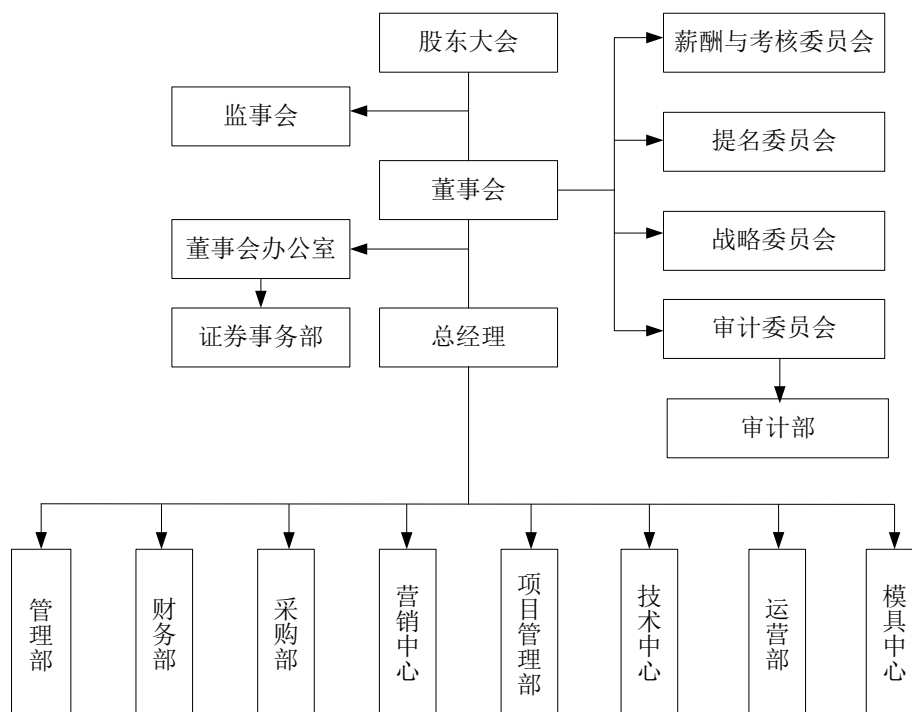 股东大会
薪酬与考核委员会
监事会
提名委员会
董事会
董事会办公室
战略委员会
证券事务部
总经理
审计委员会
审计部
管理部
财务部
采购部
营销中心
项目管理部
技术中心
运营部
模具中心